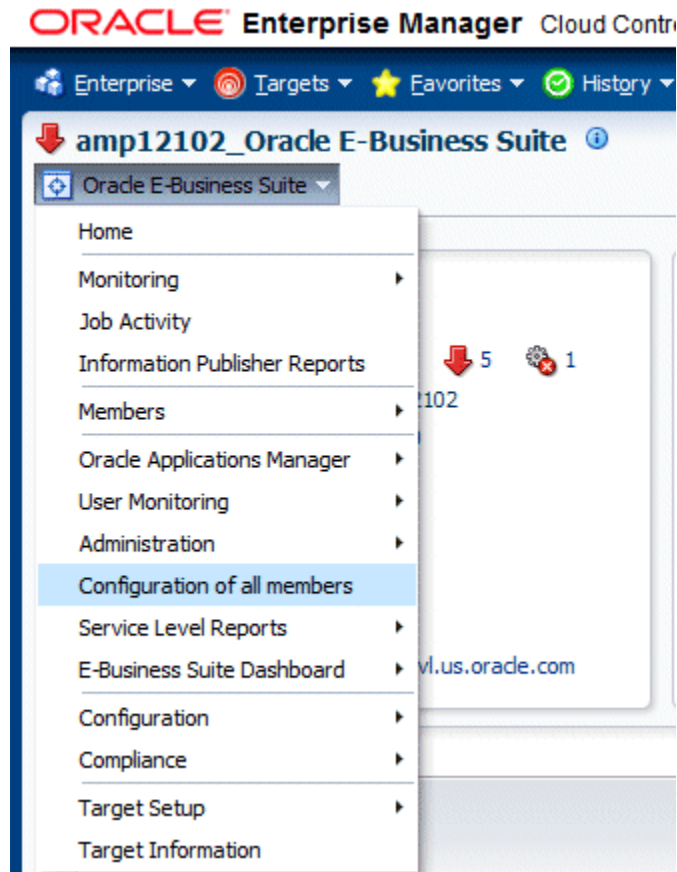 ORACLE Enterprise Manager Cloud
Enterprise Targets Favorites History
amp12102_Oracle E-Business Suite
Oracle E-Business Suite
Home
Monitoring
Job Activity
Information Publisher Reports
5 1
Members
Oracle Applications Manager
User Monitoring
Administration
Configuration of all members
Service Level Reports
E-Business Suite Dashboard
vl.us.oracle.com
Configuration
Compliance
Target Setup
Target Information